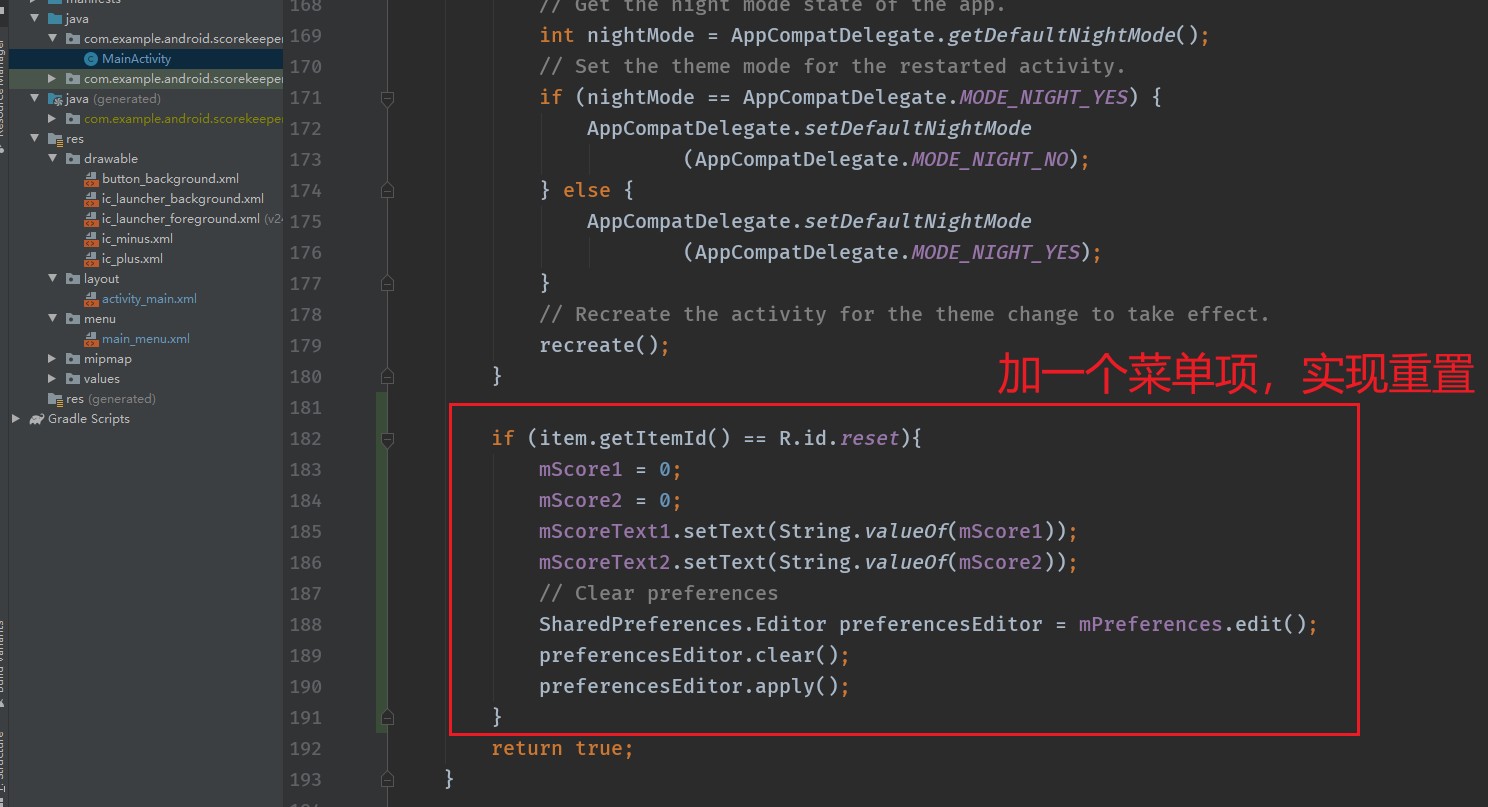 manifests
java
com.example.android.scorekeeper
MainActivity
com.example.android.scorekeeper
java (generated)
com.example.android.scorekeeper
res
drawable
button_background.xml
ic_launcher_background.xml
ic_launcher_foreground.xml (v24
ic_minus.xml
ic_plus.xml
layout
activity_main.xml
menu
main_menu.xml
mipmap
values
res (generated)
Gradle Scripts
168 // Get the night mode state of the app.
169 int nightMode = AppCompatDelegate.getDefaultNightMode();
170 // Set the theme mode for the restarted activity.
171 if (nightMode == AppCompatDelegate.MODE_NIGHT_YES) {
172 AppCompatDelegate.setDefaultNightMode
173 (AppCompatDelegate.MODE_NIGHT_NO);
174 } else {
175 AppCompatDelegate.setDefaultNightMode
176 (AppCompatDelegate.MODE_NIGHT_YES);
177 }
178 // Recreate the activity for the theme change to take effect.
179 recreate();
加一个菜单项，实现重置
180 }
181
182 if (item.getItemId() == R.id.reset){
183 mScore1 = 0;
184 mScore2 = 0;
185 mScoreText1.setText(String.valueOf(mScore1));
186 mScoreText2.setText(String.valueOf(mScore2));
187 // Clear preferences
188 SharedPreferences.Editor preferencesEditor = mPreferences.edit();
189 preferencesEditor.clear();
190 preferencesEditor.apply();
191 }
192 return true;
193 }